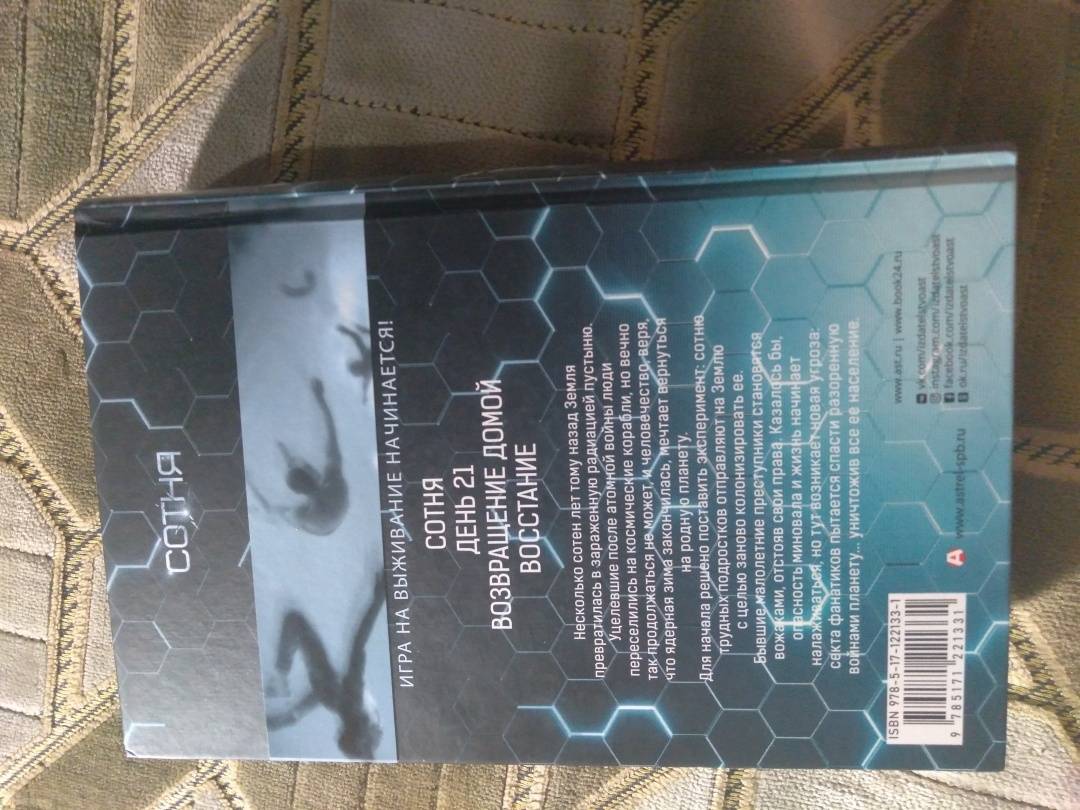 СОТНЯ
ИГРА НА ВЫЖИВАНИЕ НАЧИНАЕТСЯ!
СОТНЯ
ДЕНЬ 21
ВОЗВРАЩЕНИЕ ДОМОЙ
ВОССТАНИЕ
Несколько сотен лет тому назад Земля
превратилась в зараженную радиацией пустыню.
Уцелевшие после атомной войны люди
переселились на космические корабли, но вечно
так продолжаться не может, и человечество, веря,
что ядерная зима закончилась, мечтает вернуться
на родную планету.
Для начала решено поставить эксперимент: сотню
трудных подростков отправляют на Землю
с целью заново колонизировать ее.
Бывшие малолетние преступники становятся
вожаками, отстояв свои права. Казалось бы,
опасность миновала и жизнь начинает
налаживаться, но тут возникает новая угроза:
секта фанатиков пытается спасти разоренную
войнами планету... уничтожив все ее население.
ISBN 978-5-17-122133-1
9 785171 221331
www.astrel-spb.ru
www.ast.ru | www.book24.ru
vk.com/izdatelstvoast
instagram.com/izdatelstvoast
facebook.com/izdatelstvoast
ok.ru/izdatelstvoast